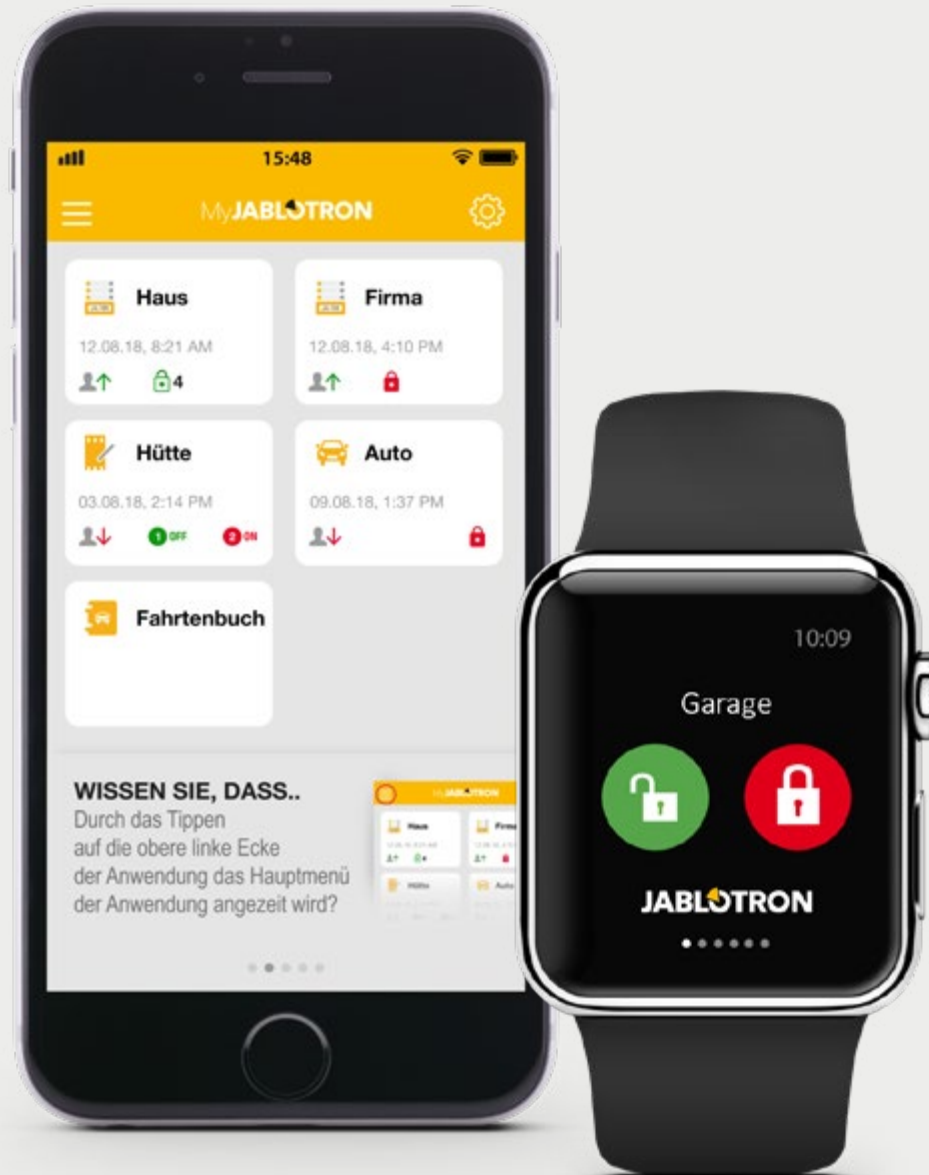 15:48
MyJABLOTRON
Haus
12.08.18, 8:21 AM
4
Firma
12.08.18, 4:10 PM
Hütte
03.08.18, 2:14 PM
1 OFF 2 ON
Auto
09.08.18, 1:37 PM
Fahrtenbuch
WISSEN SIE, DASS..
Durch das Tippen
auf die obere linke Ecke
der Anwendung das Hauptmenü
der Anwendung angezeit wird?
Haus
Hütte
Auto
10:09
Garage
JABLOTRON